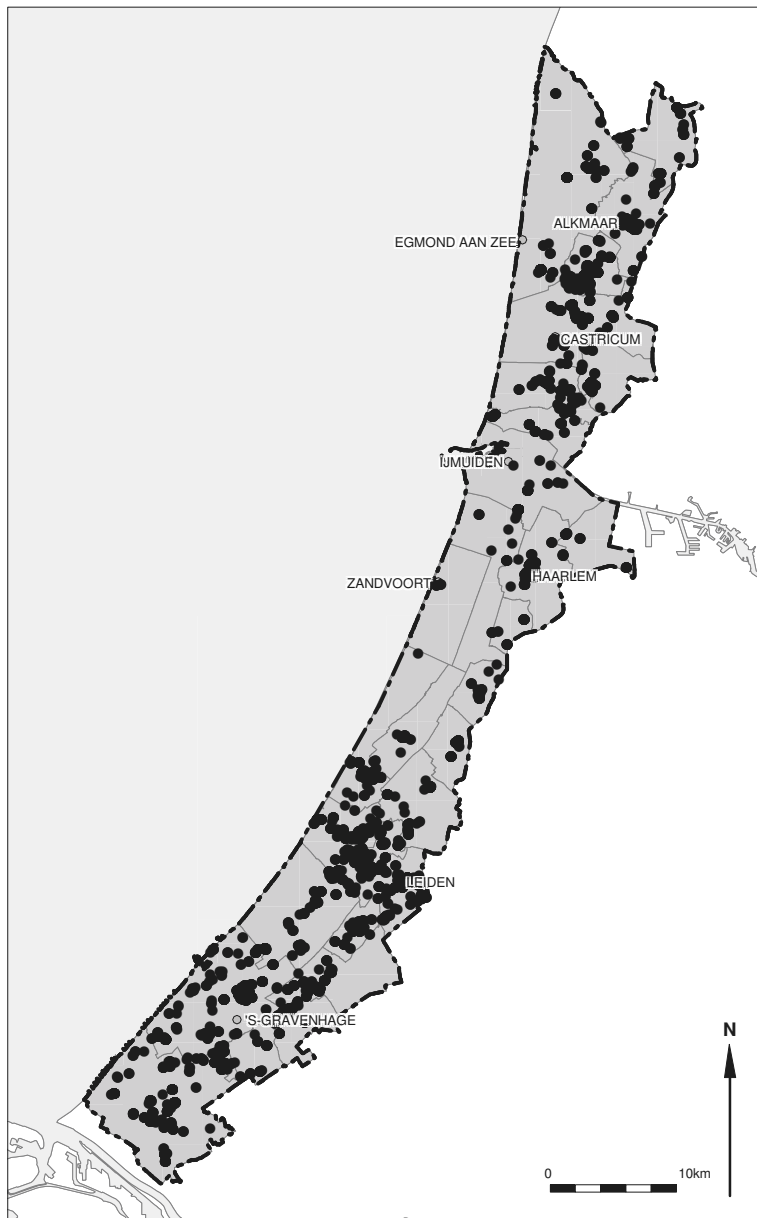 ALKMAAR
EGMOND AAN ZEE
CASTRICUM
IJMUIDEN
HAARLEM
ZANDVOORT
LEIDEN
'S-GRAVENHAGE
N
0 10km